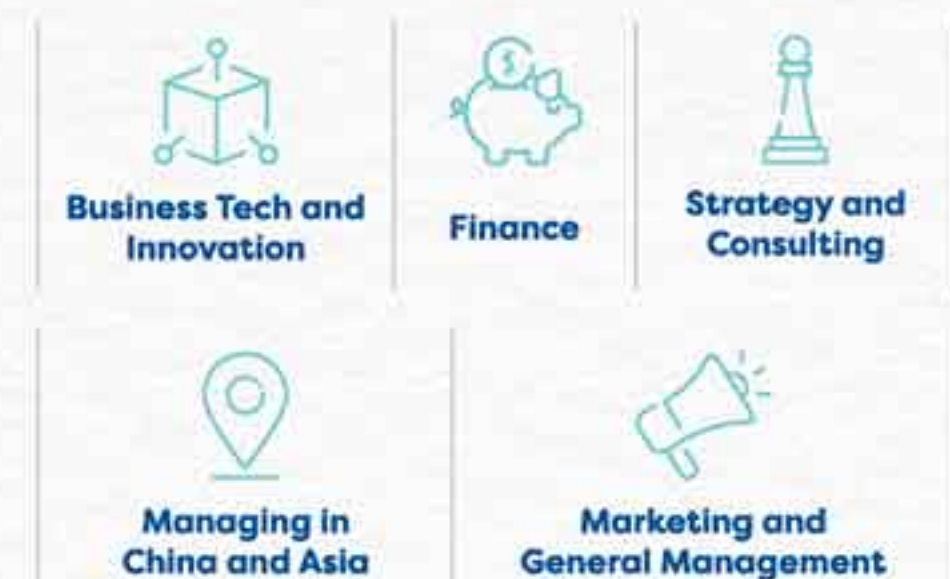 Business Tech and
Innovation
Finance
Strategy and
Consulting
Managing in
China and Asia
Marketing and
General Management